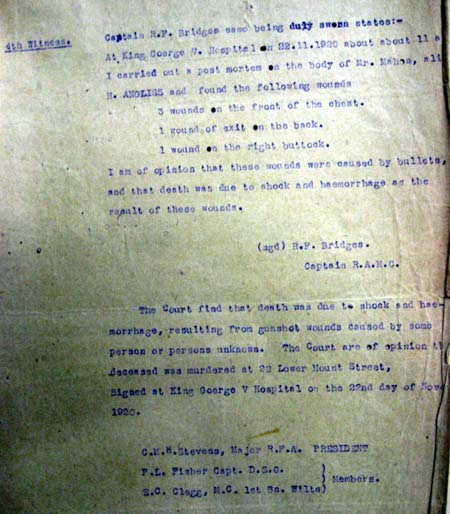 4th Witness.
Captain R.F. Bridges same being duly sworn states:-
At King Goerge V. Hospital on 22.11.1920 about about 11 a
I carried out a post mortem on the body of Mr. Mahon, ali
R. ANGLISS and found the following wounds
3 wounds on the front of the chest.
1 wound of exit on the back.
1 wound on the right buttock.
I am of opinion that these wounds were caused by bullets,
and that death was due to shock and haemorrhage as the
result of these wounds.
(sgd) R.F. Bridges.
Captain R.A.M.C.
The Court find that death was due to shock and hae-
morrhage, resulting from gunshot wounds caused by some
person or persons unknown. The Court are of opinion th
deceased was murdered at 22 Lower Mount Street,
Signed at King Goerge V Hospital on the 22nd day of Nove
1920.
C.M.H.Stevens, Major R.F.A. PRESIDENT
F.L. Fisher Capt. D.S.O. )
) Members.
E.C. Clagg, M.C. 1st Bn. Wilts)